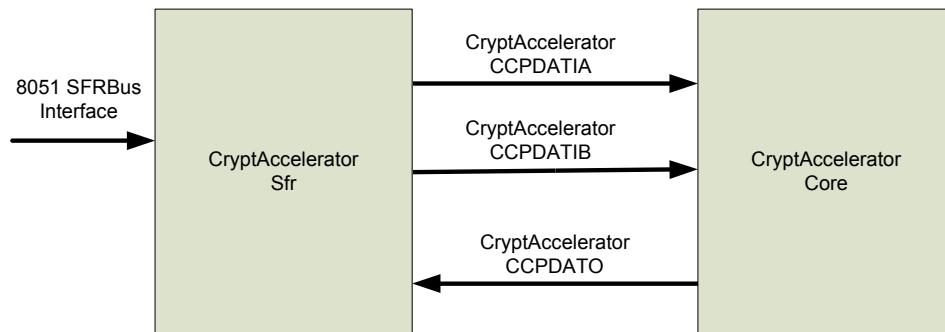 8051 SFRBus
Interface
CryptAccelerator
Sfr
CryptAccelerator
CCPDATIA
CryptAccelerator
CCPDATIB
CryptAccelerator
CCPDATO
CryptAccelerator
Core